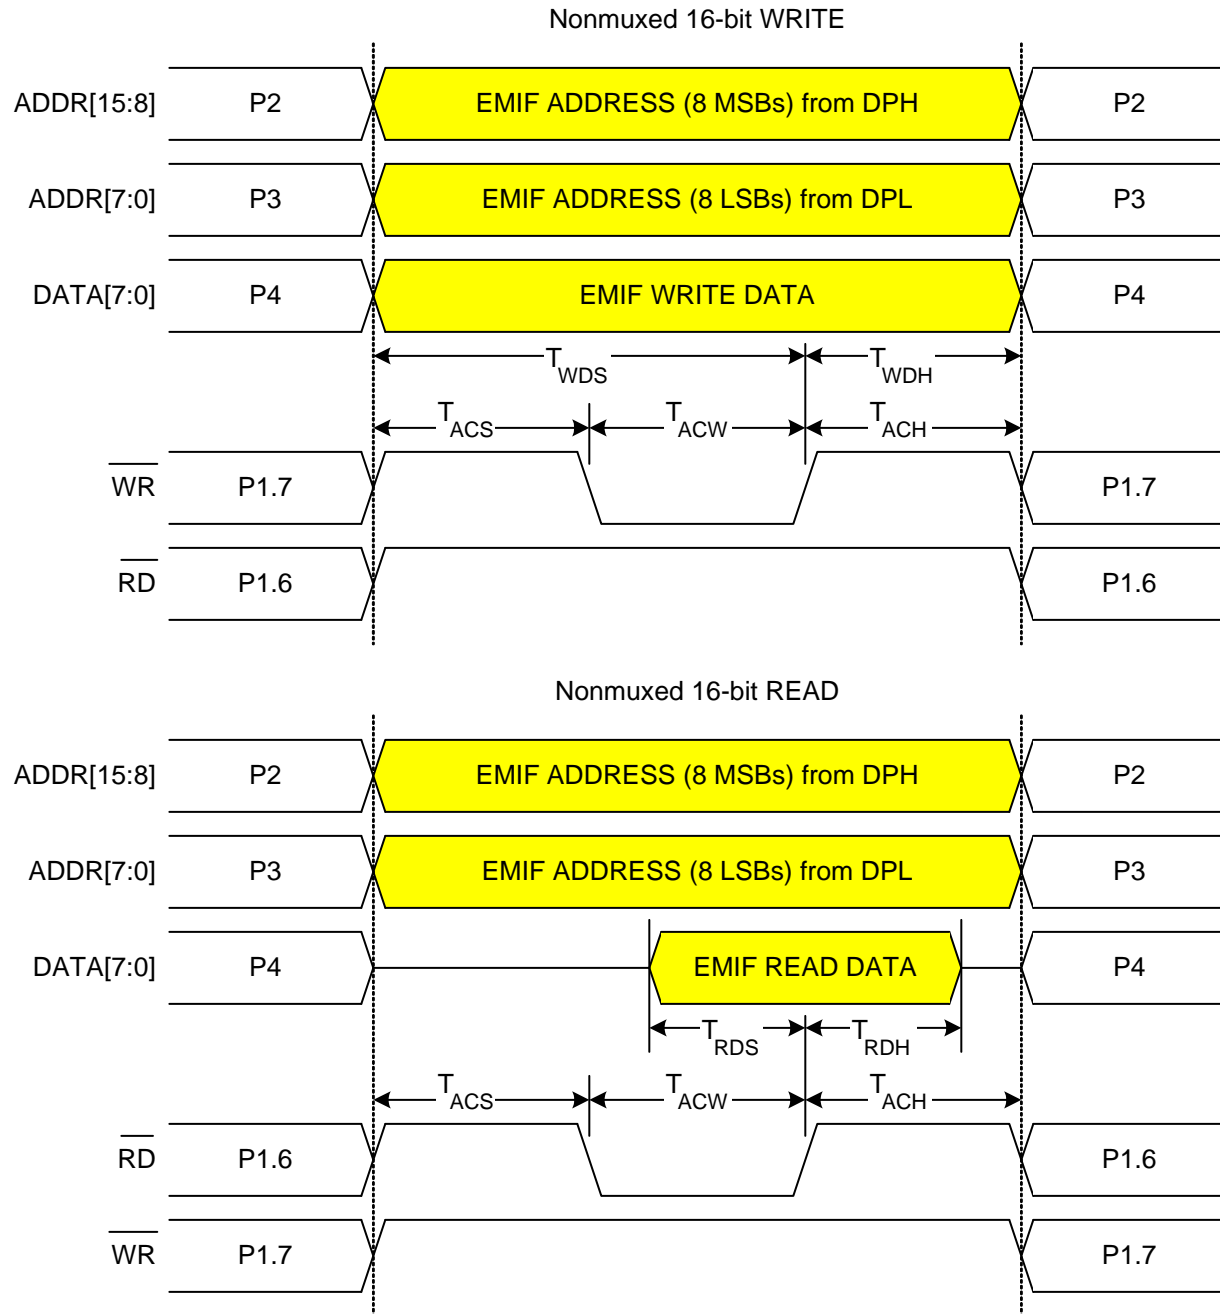 Nonmuxed 16-bit WRITE
ADDR[15:8] P2 EMIF ADDRESS (8 MSBs) from DPH P2
ADDR[7:0] P3 EMIF ADDRESS (8 LSBs) from DPL P3
DATA[7:0] P4 EMIF WRITE DATA P4
TWDS TWDH
TACS TACW TACH
WR P1.7 P1.7
RD P1.6 P1.6
Nonmuxed 16-bit READ
ADDR[15:8] P2 EMIF ADDRESS (8 MSBs) from DPH P2
ADDR[7:0] P3 EMIF ADDRESS (8 LSBs) from DPL P3
DATA[7:0] P4 EMIF READ DATA P4
TRDS TRDH
TACS TACW TACH
RD P1.6 P1.6
WR P1.7 P1.7